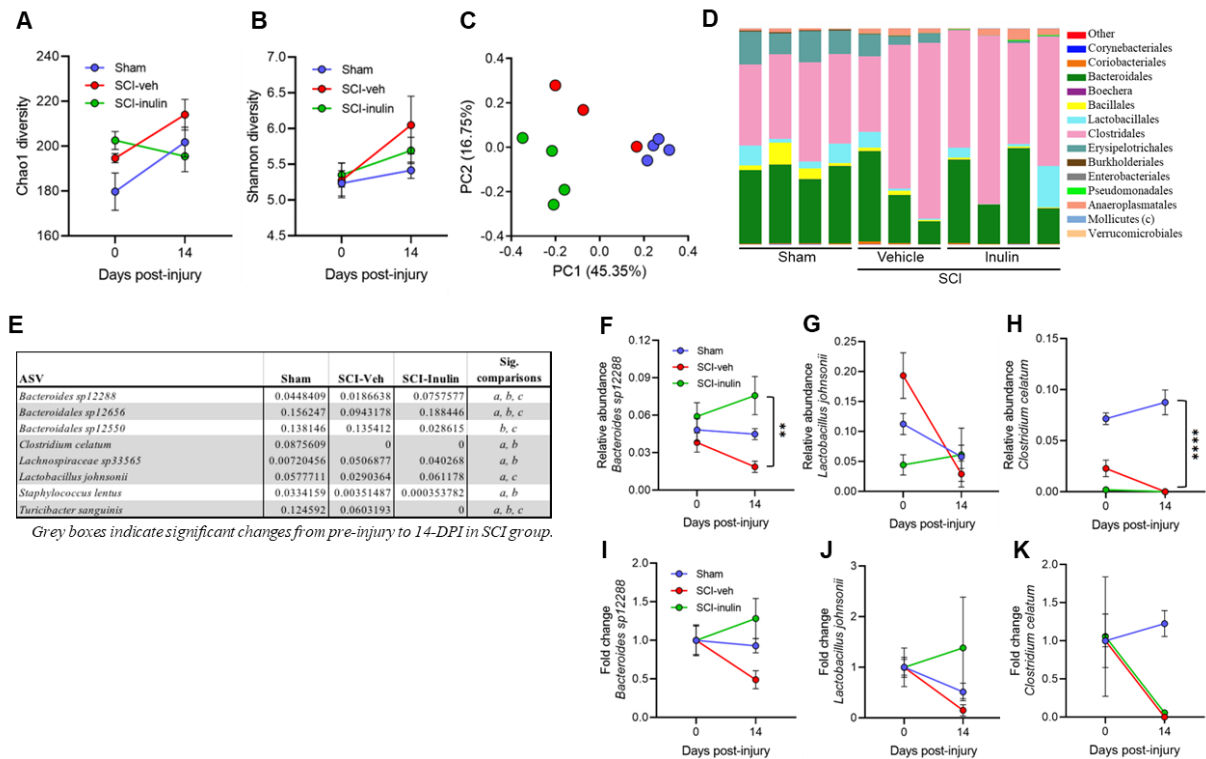 A
240
220
200
180
160
Chao1 diversity
Sham
SCI-veh
SCI-inulin
0
14
Days post-injury
B
7.0
6.5
6.0
5.5
5.0
4.5
Shannon diversity
Sham
SCI-veh
SCI-inulin
0
14
Days post-injury
C
0.4
0.2
0.0
-0.2
-0.4
PC2 (16.75%)
-0.4
-0.2
0.0
0.2
0.4
PC1 (45.35%)
D
Sham
Vehicle
Inulin
SCI
Other
Corynebacteriales
Coriobacteriales
Bacteroidales
Boechera
Bacillales
Lactobacillales
Clostridales
Erysipelotrichales
Burkholderiales
Enterobacteriales
Pseudomonadales
Anaeroplasmatales
Mollicutes (c)
Verrucomicrobiales
E
ASV Sham SCI-Veh SCI-Inulin Sig. comparisons
Bacteroides sp12288 0.0448409 0.0186638 0.0757577 a, b, c
Bacteroidales sp12656 0.156247 0.0943178 0.188446 a, b, c
Bacteroidales sp12550 0.138146 0.135412 0.028615 b, c
Clostridium celatum 0.0875609 0 0 a, b
Lachnospiraceae sp33565 0.00720456 0.0506877 0.040268 a, b
Lactobacillus johnsonii 0.0577711 0.0290364 0.061178 a, c
Staphylococcus lentus 0.0334159 0.00351487 0.000353782 a, b
Turicibacter sanguinis 0.124592 0.0603193 0 a, b, c
Grey boxes indicate significant changes from pre-injury to 14-DPI in SCI group.
F
0.12
0.09
0.06
0.03
0.00
Relative abundance
Bacteroides sp12288
Sham
SCI-veh
SCI-inulin
**
0
14
Days post-injury
G
0.25
0.20
0.15
0.10
0.05
0.00
Relative abundance
Lactobacillus johnsonii
0
14
Days post-injury
H
0.15
0.10
0.05
0.00
Relative abundance
Clostridium celatum
****
0
14
Days post-injury
I
2.0
1.5
1.0
0.5
0.0
Fold change
Bacteroides sp12288
Sham
SCI-veh
SCI-inulin
0
14
Days post-injury
J
3
2
1
0
Fold change
Lactobacillus johnsonii
0
14
Days post-injury
K
2.0
1.5
1.0
0.5
0.0
Fold change
Clostridium celatum
0
14
Days post-injury